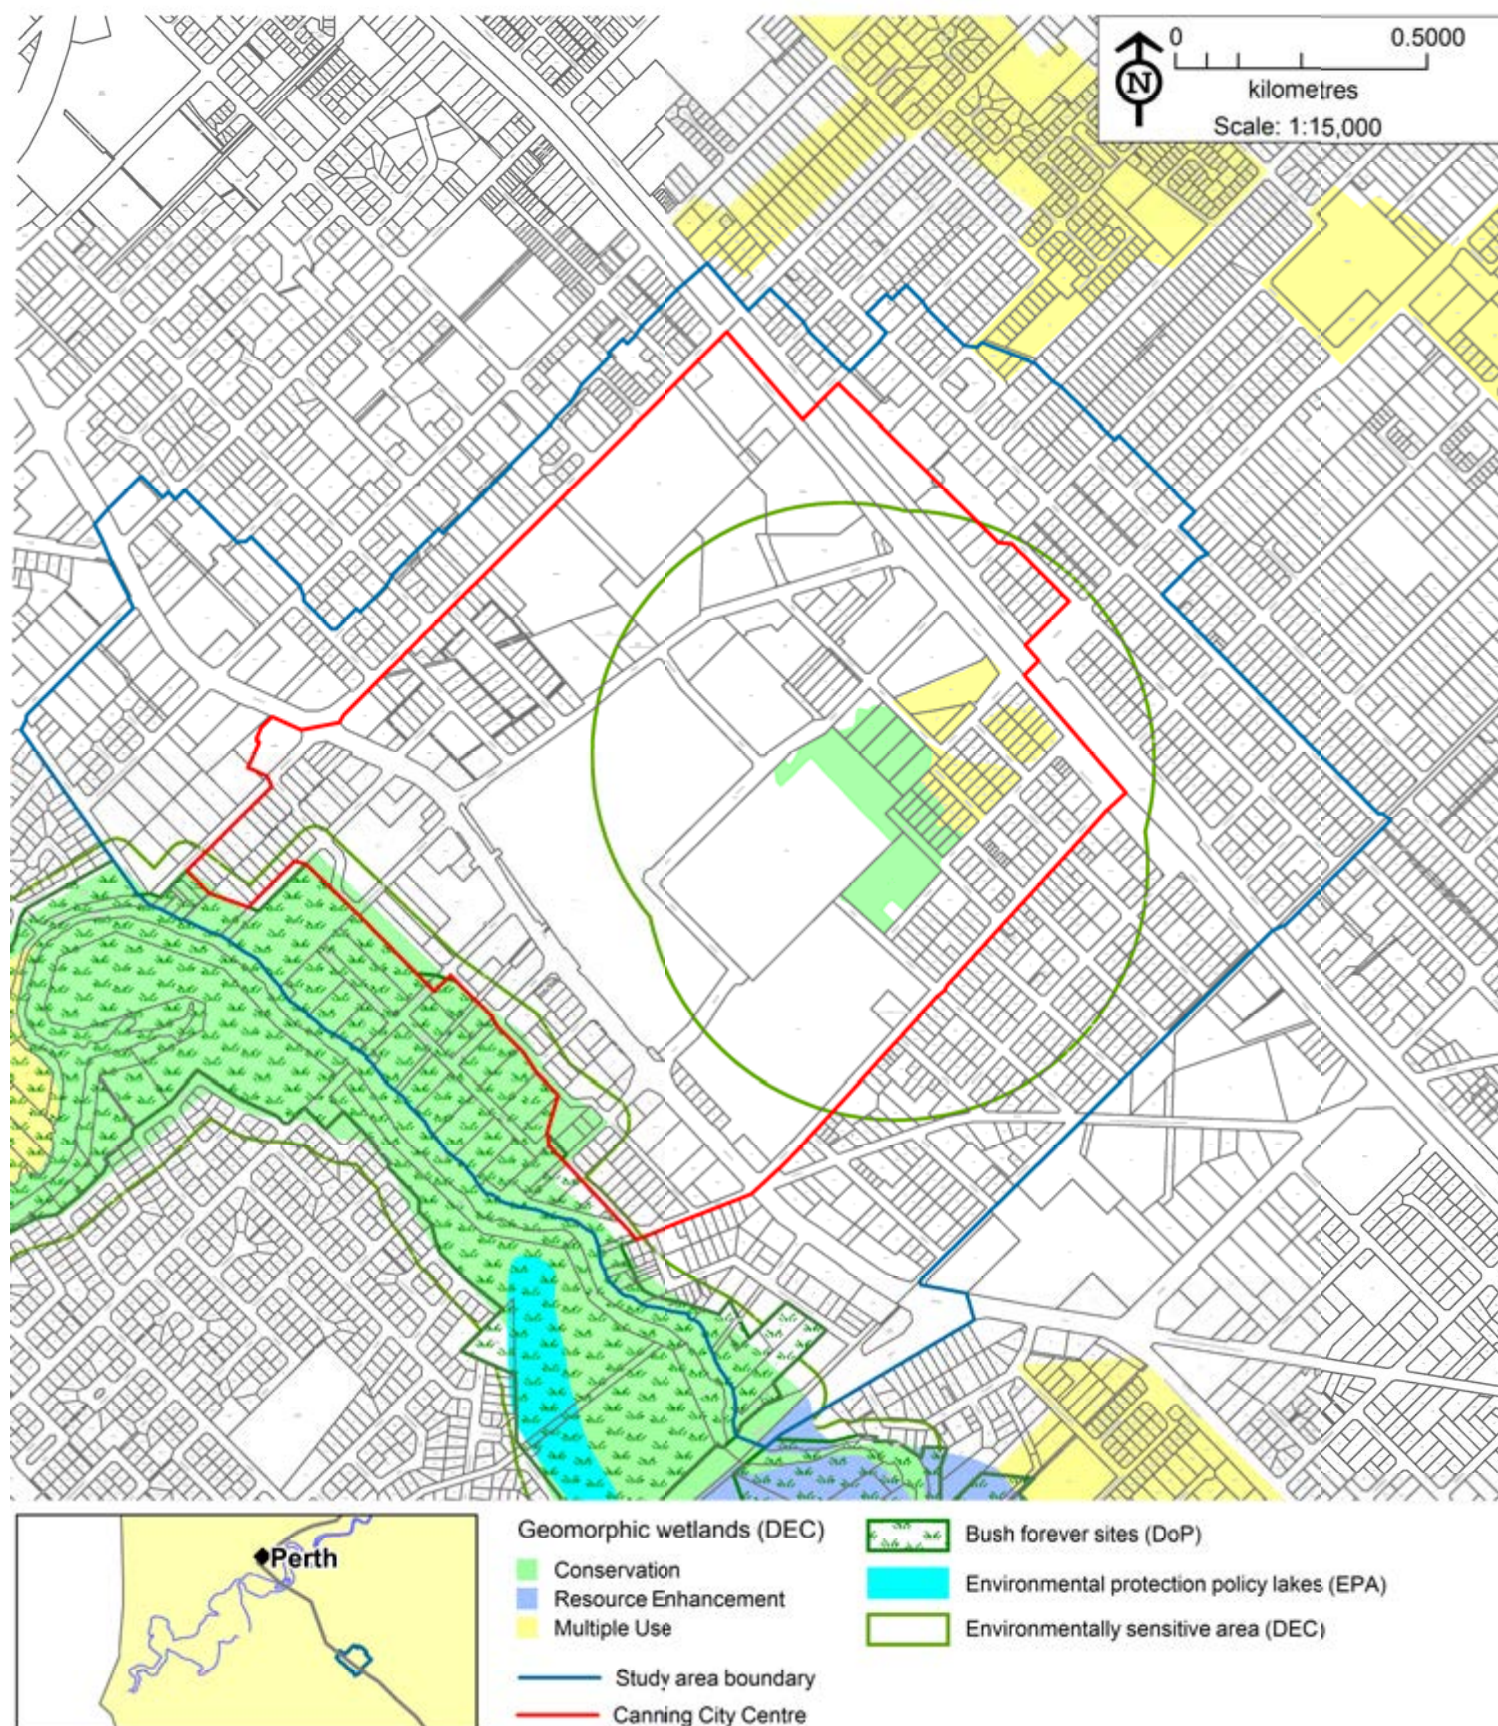 0 0.5000
kilometres
N
Scale: 1:15,000
Perth
Geomorphic wetlands (DEC)
Conservation
Resource Enhancement
Multiple Use
Study area boundary
Canning City Centre
Bush forever sites (DoP)
Environmental protection policy lakes (EPA)
Environmentally sensitive area (DEC)